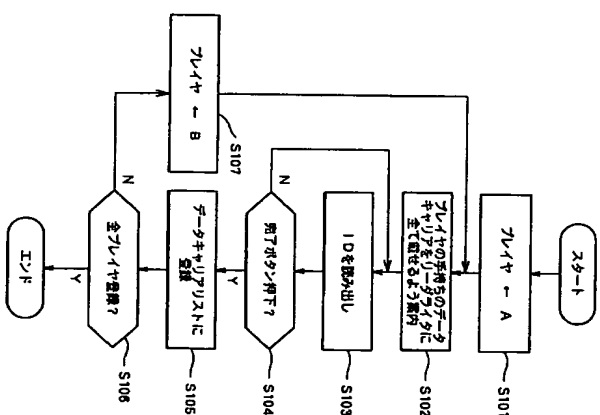 スタート
プレイヤ ← A
S101
プレイヤの手持ちのデータ
キャリアをリーダライタに
全て載せるよう案内
S102
IDを読み出し
S103
完了ボタン押下?
S104
N
Y
データキャリアリストに
登録
S105
全プレイヤ登録?
S106
N
Y
プレイヤ ← B
S107
エンド